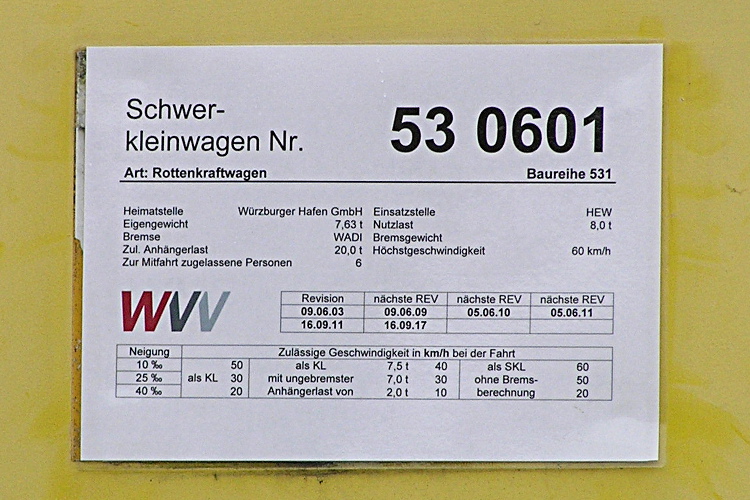 Schwer-
kleinwagen Nr. 53 0601
Art: Rottenkraftwagen Baureihe 531
Heimatstelle Würzburger Hafen GmbH Einsatzstelle HEW
Eigengewicht 7,63 t Nutzlast 8,0 t
Bremse WADI Bremsgewicht
Zul. Anhängerlast 20,0 t Höchstgeschwindigkeit 60 km/h
Zur Mitfahrt zugelassene Personen 6
WVV
Revision nächste REV nächste REV nächste REV
09.06.03 09.06.09 05.06.10 05.06.11
16.09.11 16.09.17
Neigung Zulässige Geschwindigkeit in km/h bei der Fahrt
10 ‰ 50 als KL 7,5 t 40 als SKL 60
25 ‰ als KL 30 mit ungebremster 7,0 t 30 ohne Brems- 50
40 ‰ 20 Anhängerlast von 2,0 t 10 berechnung 20